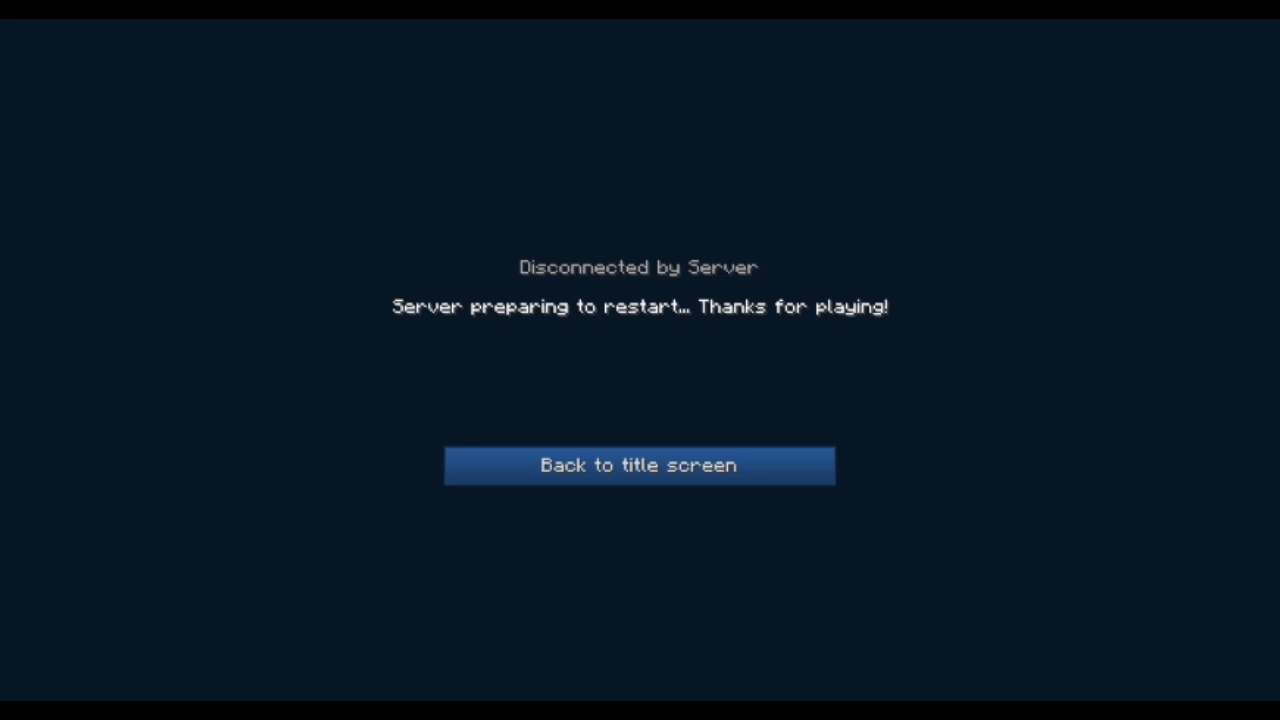 Disconnected by Server
Server preparing to restart... Thanks for playing!
Back to title screen